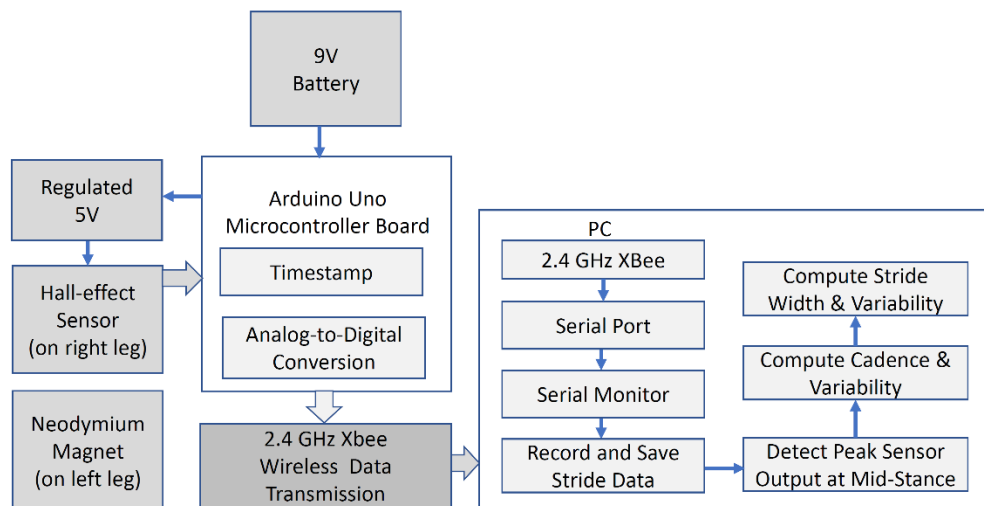 9V
Battery
Regulated
5V
Arduino Uno
Microcontroller Board
Timestamp
Analog-to-Digital
Conversion
Hall-effect
Sensor
(on right leg)
Neodymium
Magnet
(on left leg)
2.4 GHz Xbee
Wireless Data
Transmission
PC
2.4 GHz XBee
Serial Port
Serial Monitor
Record and Save
Stride Data
Detect Peak Sensor
Output at Mid-Stance
Compute Cadence &
Variability
Compute Stride
Width & Variability